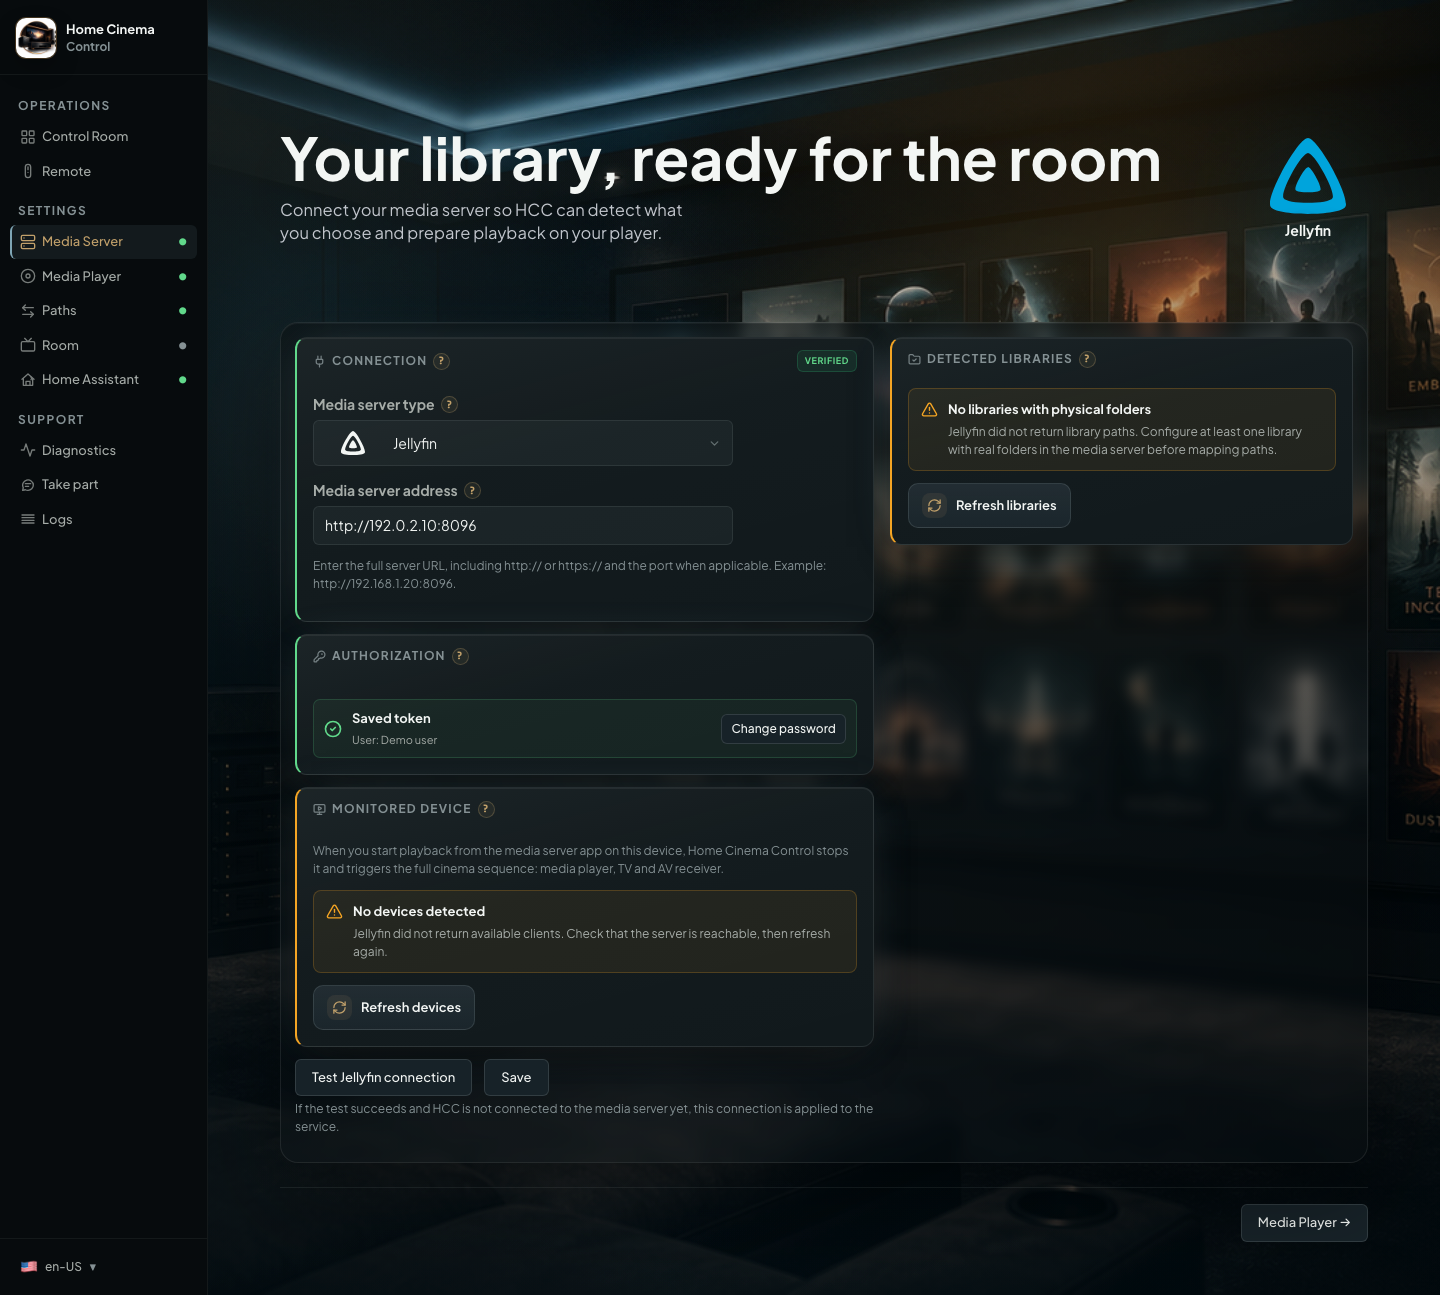 Home Cinema
Control
OPERATIONS
Control Room
Remote
SETTINGS
Media Server
Media Player
Paths
Room
Home Assistant
SUPPORT
Diagnostics
Take part
Logs
en-US
Your library, ready for the room
Connect your media server so HCC can detect what
you choose and prepare playback on your player.
Jellyfin
CONNECTION ?
VERIFIED
Media server type ?
Jellyfin
Media server address ?
http://192.0.2.10:8096
Enter the full server URL, including http:// or https:// and the port when applicable. Example:
http://192.168.1.20:8096.
AUTHORIZATION ?
Saved token
User: Demo user
Change password
MONITORED DEVICE ?
When you start playback from the media server app on this device, Home Cinema Control stops
it and triggers the full cinema sequence: media player, TV and AV receiver.
No devices detected
Jellyfin did not return available clients. Check that the server is reachable, then refresh
again.
Refresh devices
Test Jellyfin connection
Save
If the test succeeds and HCC is not connected to the media server yet, this connection is applied to the
service.
DETECTED LIBRARIES ?
No libraries with physical folders
Jellyfin did not return library paths. Configure at least one library
with real folders in the media server before mapping paths.
Refresh libraries
EMB
TE
INCO
DUST
Media Player →